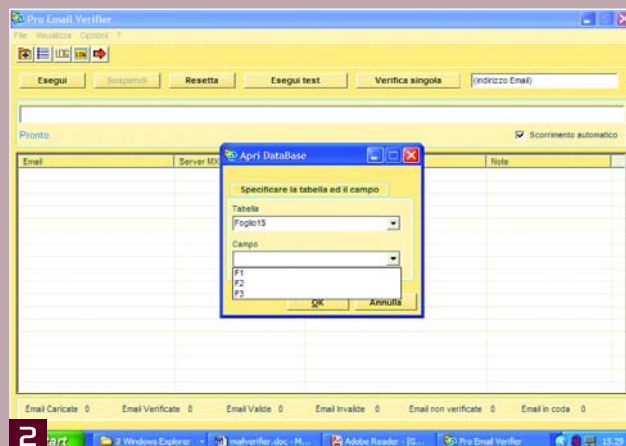 Pro Email Verifier
File Visualizza Opzioni ?
Esegui Sospendi Resetta Esegui test Verifica singola (indirizzo Email)
Pronto.
Scorrimento automatico
Email Server MX Note
Apri DataBase
Specificare la tabella ed il campo
Tabella
Foglio1$
Campo
F1
F2
F3
OK Annulla
Email Caricate 0 Email Verificate 0 Email Valide 0 Email Invalide 0 Email non verificate 0 Email in coda 0
2
start 2 Windows Explorer mailverifier.doc - M... Adobe Reader - [G... Pro Email Verifier 15.29